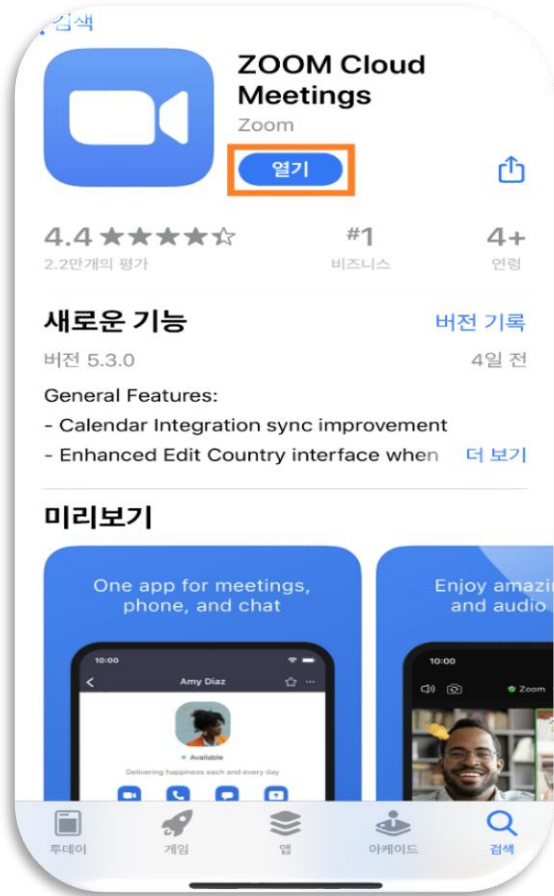 검색
ZOOM Cloud
Meetings
Zoom
열기
4.4 ★★★★☆ #1 4+
2.2만개의 평가 비즈니스 연령
새로운 기능 버전 기록
버전 5.3.0 4일 전
General Features:
- Calendar Integration sync improvement
- Enhanced Edit Country interface when 더 보기
미리보기
One app for meetings,
phone, and chat
Enjoy amazi
and audio
10:00
Amy Diaz
Available
Delivering happiness each and every day
10:00
Zoom
투데이 게임 앱 아케이드 검색